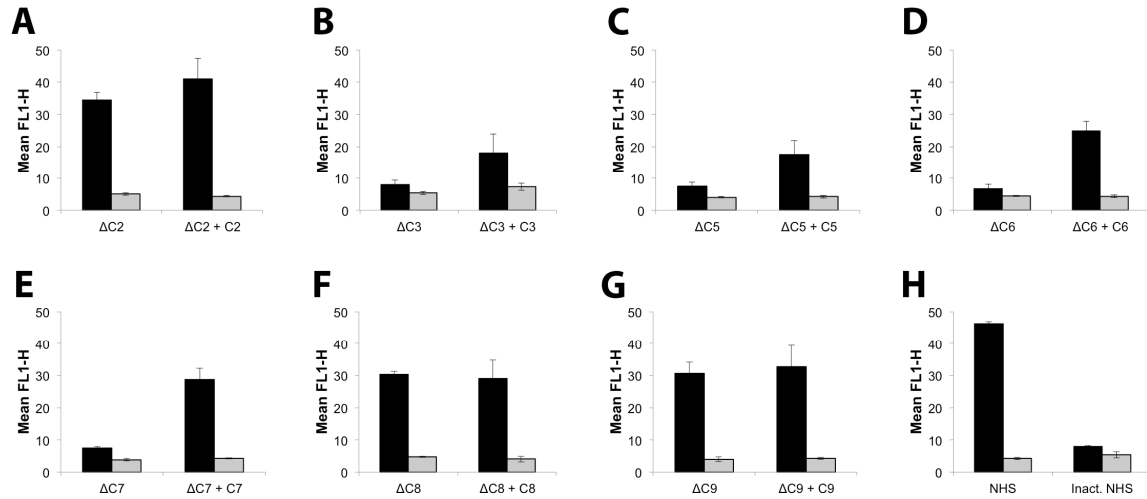 A
Mean FL1-H
50
40
30
20
10
0
ΔC2
ΔC2 + C2
B
Mean FL1-H
50
40
30
20
10
0
ΔC3
ΔC3 + C3
C
Mean FL1-H
50
40
30
20
10
0
ΔC5
ΔC5 + C5
D
Mean FL1-H
50
40
30
20
10
0
ΔC6
ΔC6 + C6
E
Mean FL1-H
50
40
30
20
10
0
ΔC7
ΔC7 + C7
F
Mean FL1-H
50
40
30
20
10
0
ΔC8
ΔC8 + C8
G
Mean FL1-H
50
40
30
20
10
0
ΔC9
ΔC9 + C9
H
Mean FL1-H
50
40
30
20
10
0
NHS
Inact. NHS